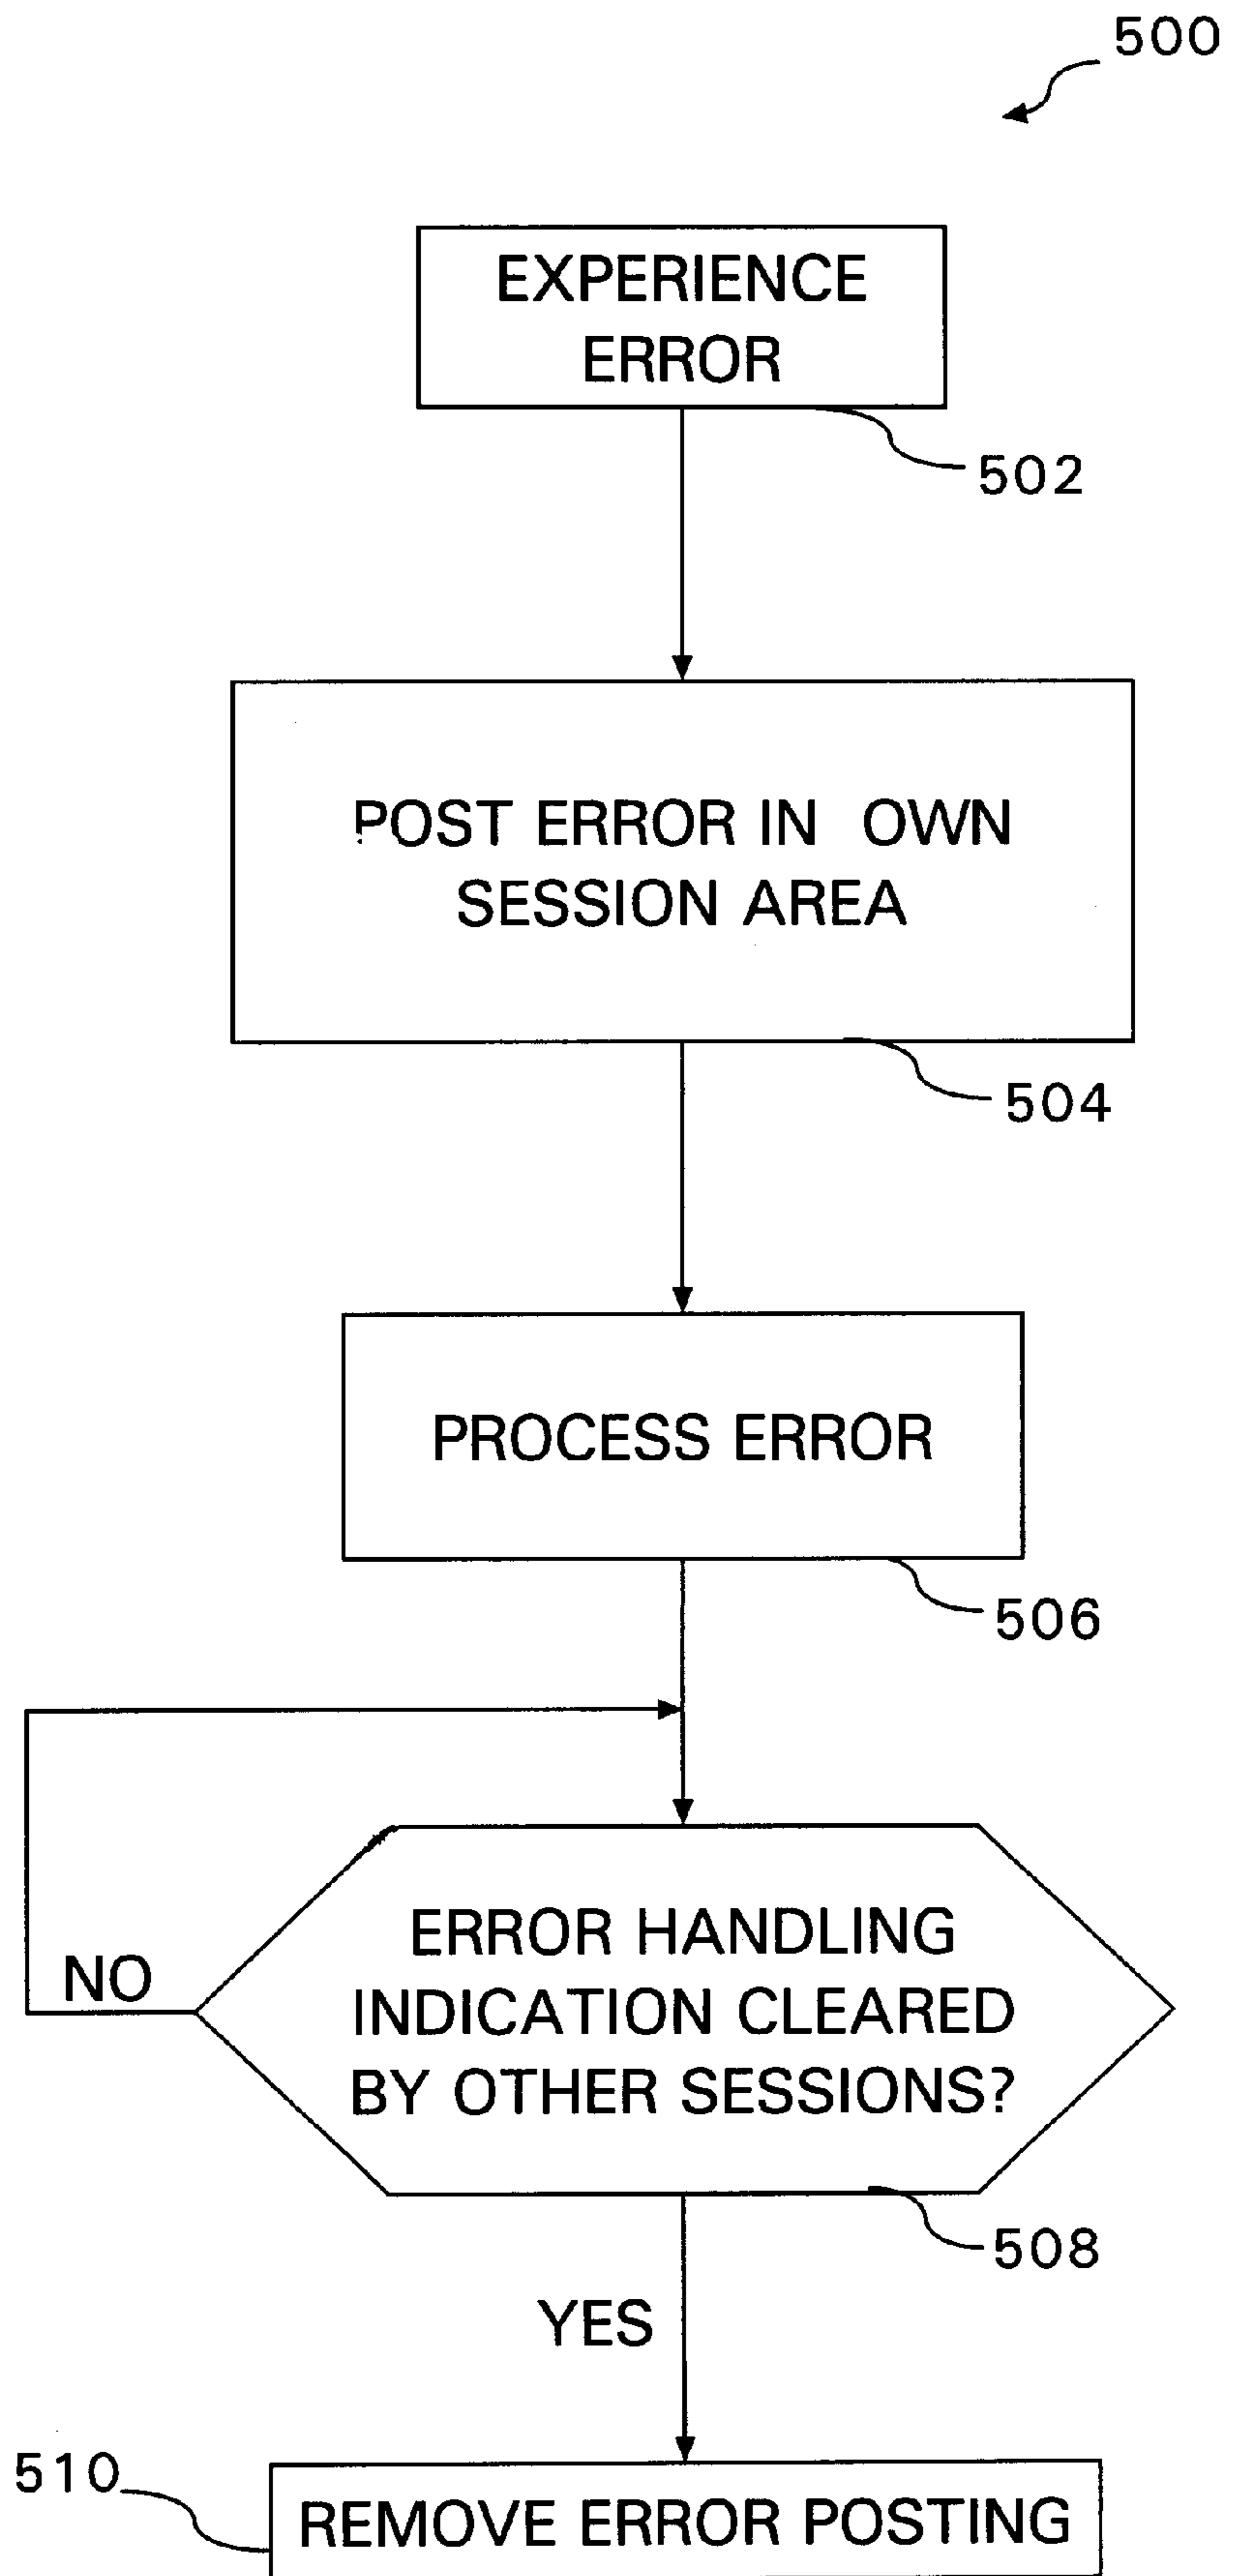 500
EXPERIENCE
ERROR
502
POST ERROR IN OWN
SESSION AREA
504
PROCESS ERROR
506
NO
ERROR HANDLING
INDICATION CLEARED
BY OTHER SESSIONS?
508
YES
510
REMOVE ERROR POSTING